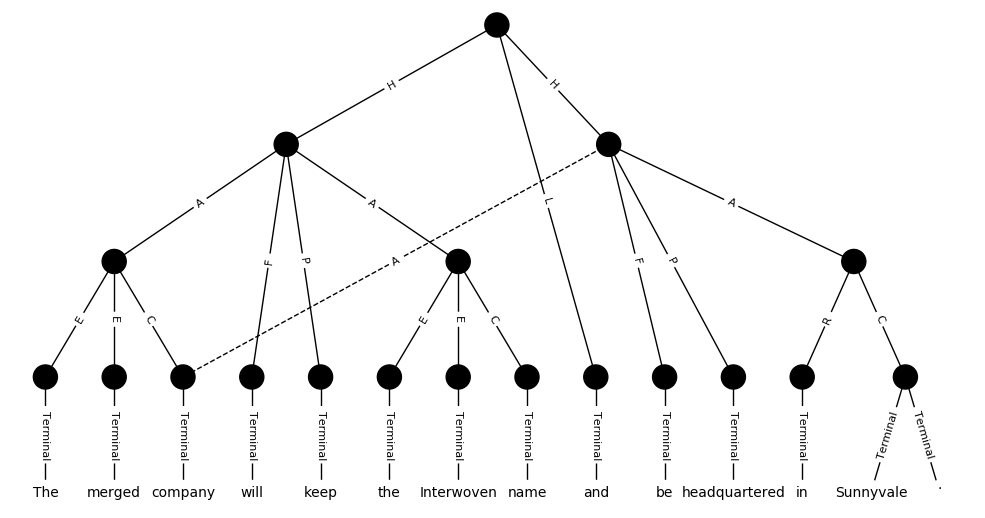 H H
A F P A L A F P A
E E C E E C R C
Terminal Terminal Terminal Terminal Terminal Terminal Terminal Terminal Terminal Terminal Terminal Terminal Terminal Terminal
The merged company will keep the Interwoven name and be headquartered in Sunnyvale .